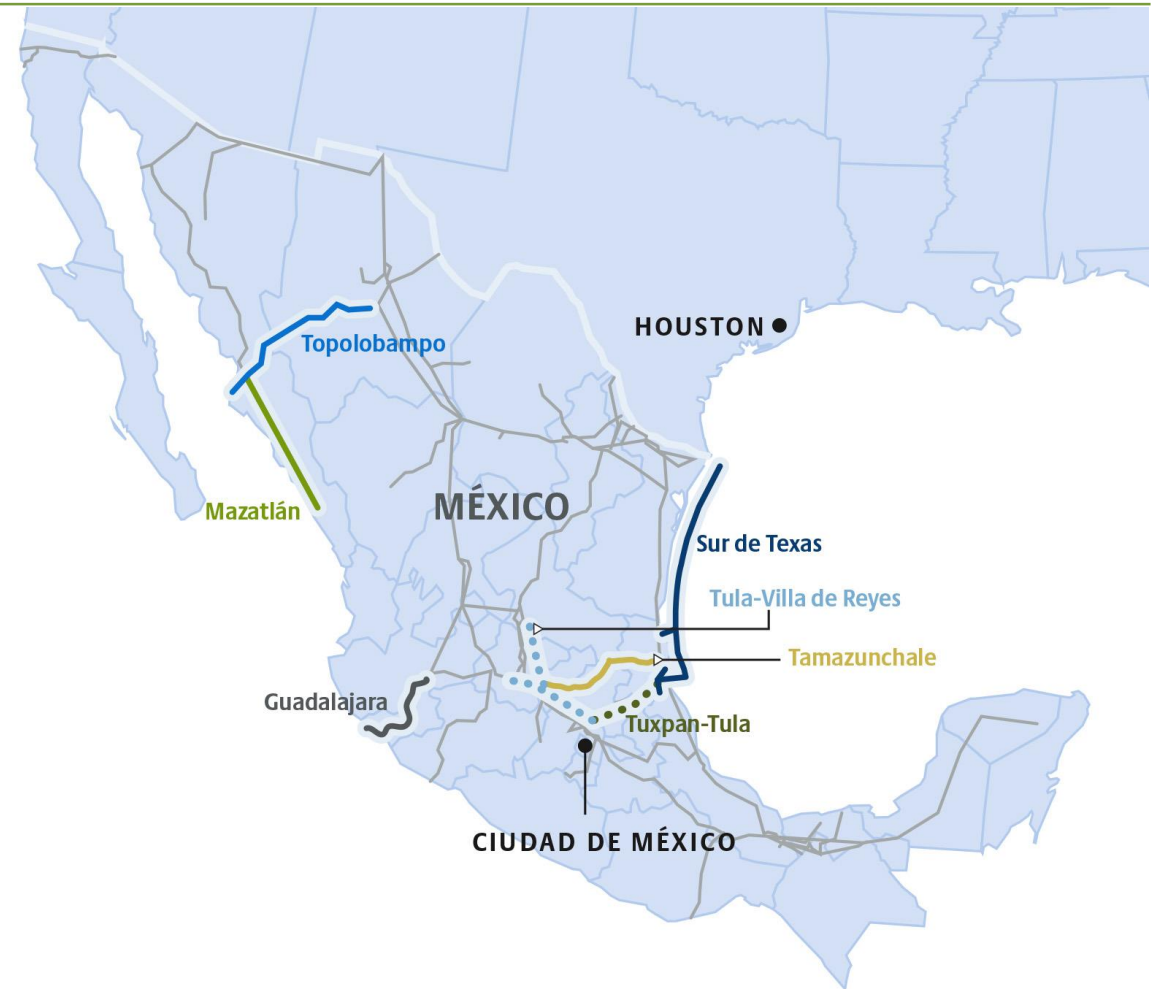 HOUSTON
Topolobampo
MÉXICO
Mazatlán
Sur de Texas
Tula-Villa de Reyes
Tamazunchale
Guadalajara
Tuxpan-Tula
CIUDAD DE MÉXICO